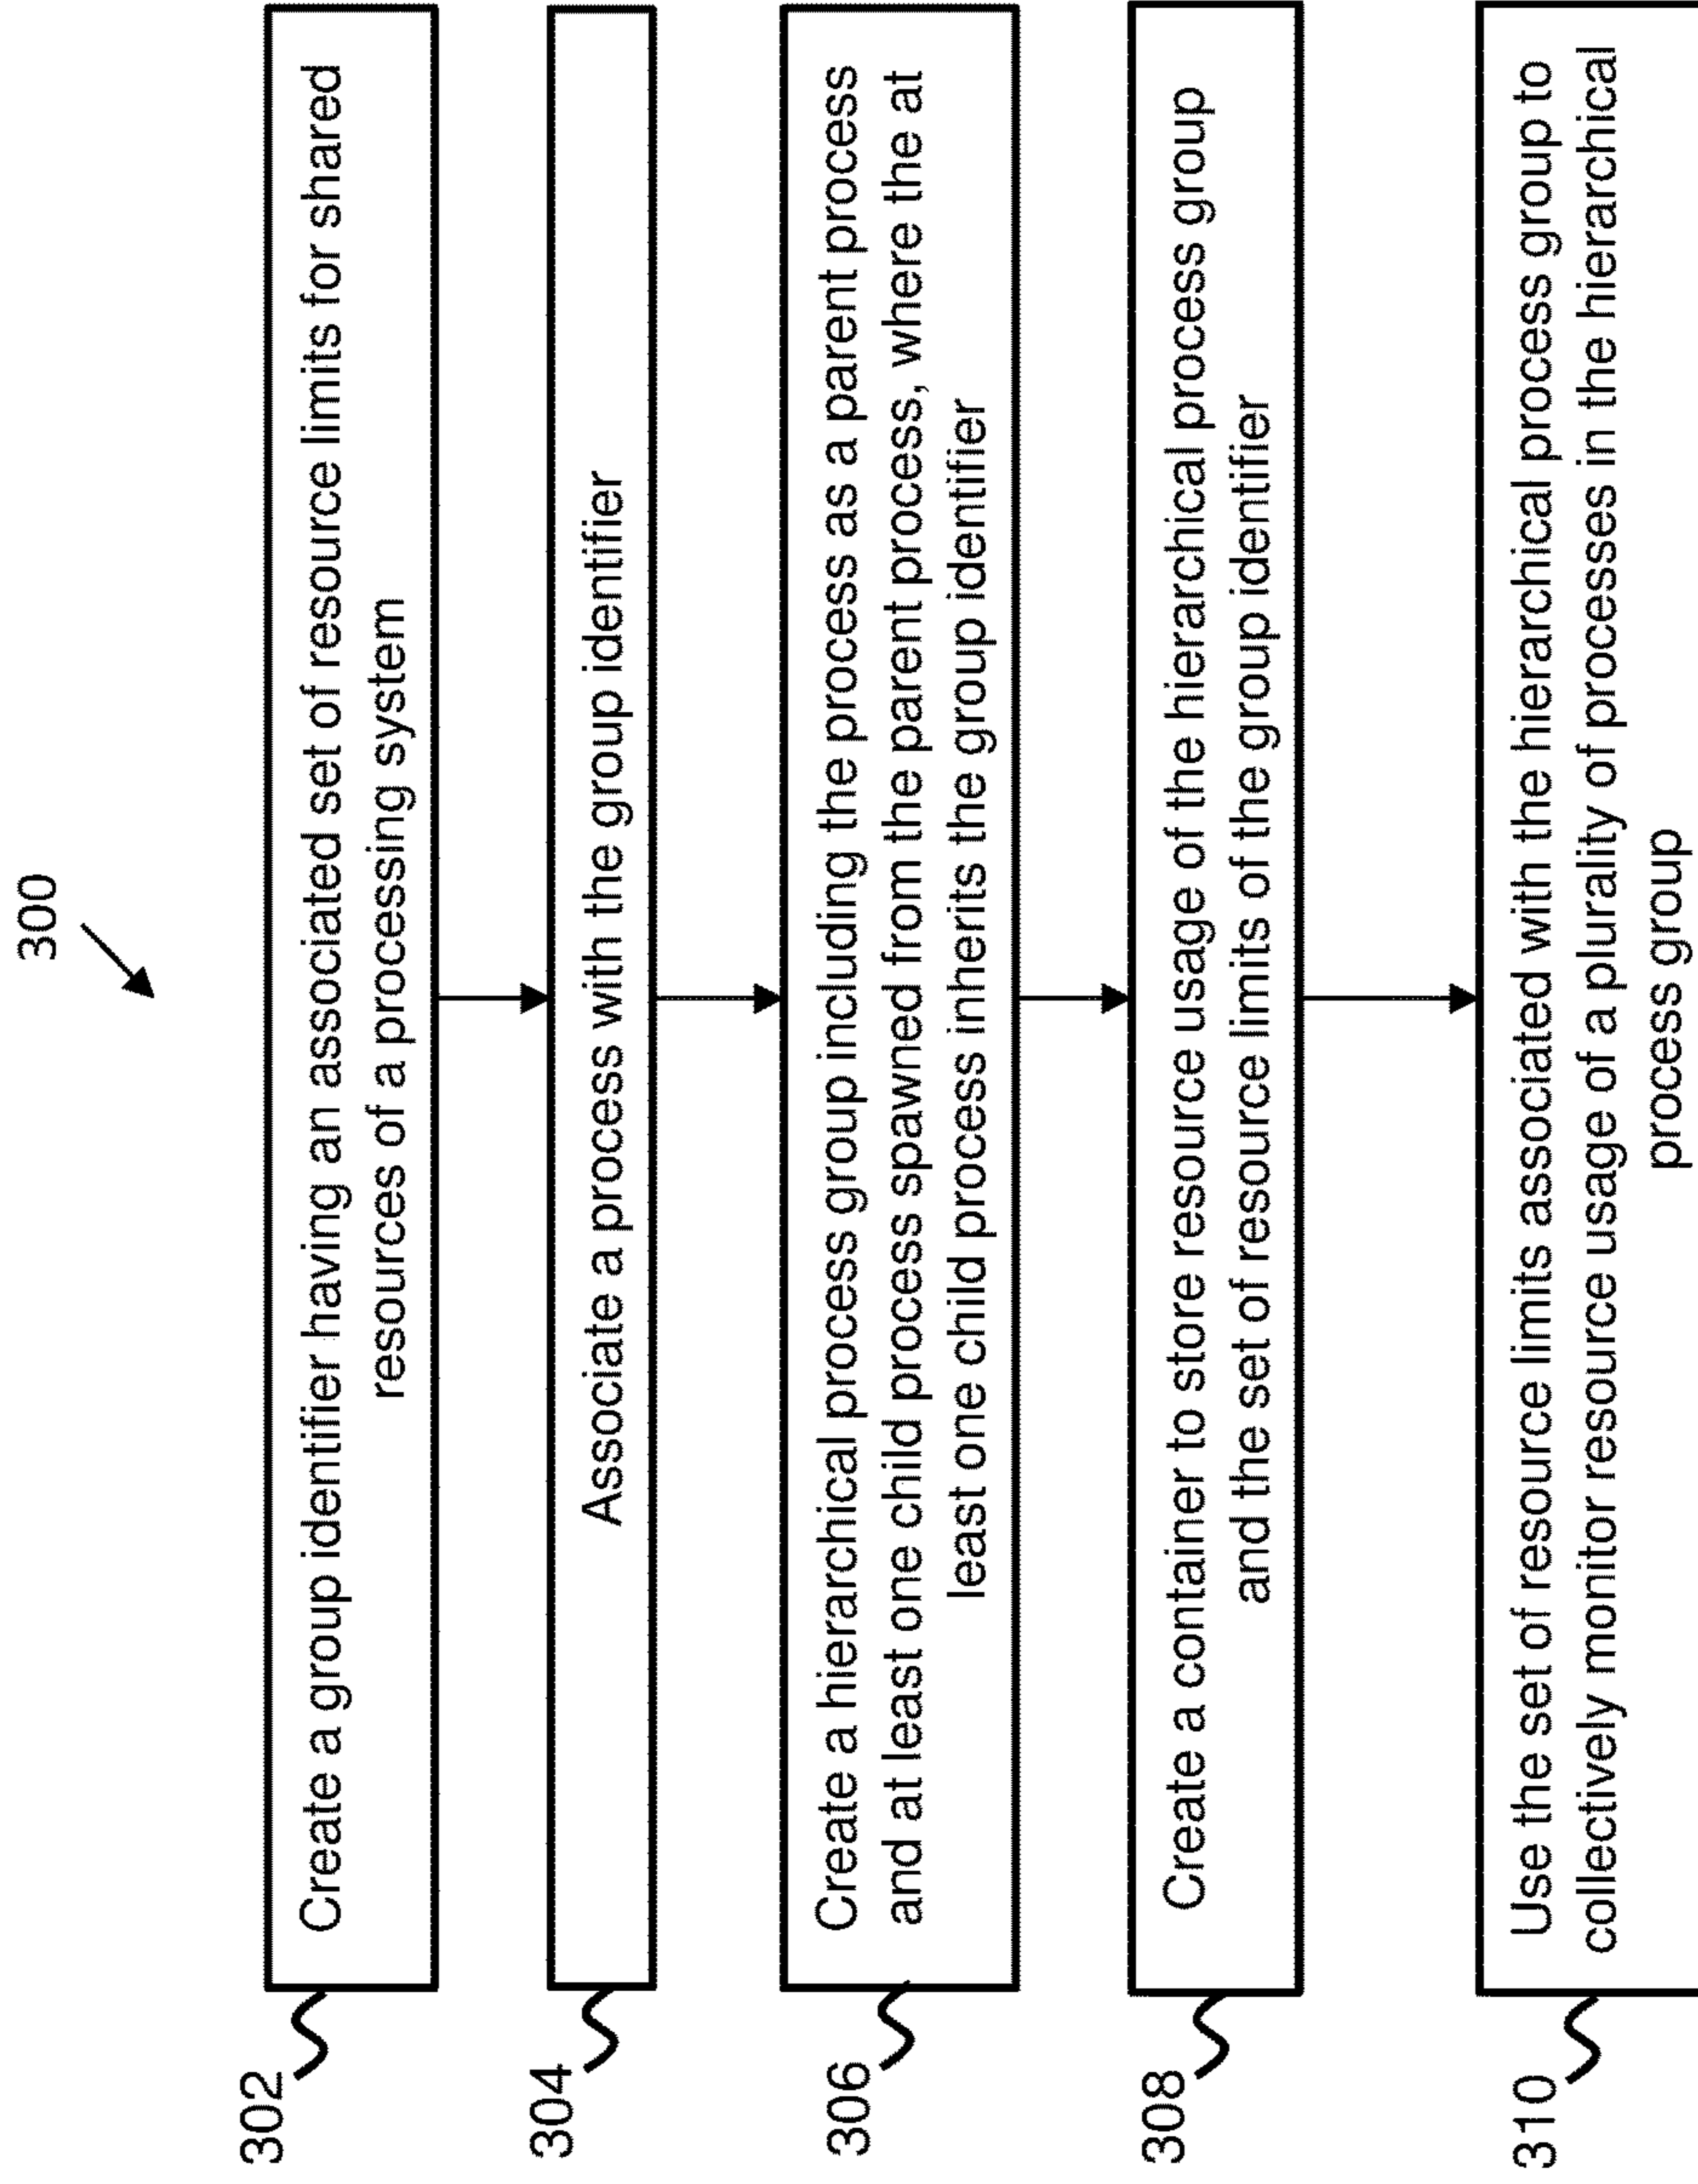 300
302
Create a group identifier having an associated set of resource limits for shared
resources of a processing system
304
Associate a process with the group identifier
306
Create a hierarchical process group including the process as a parent process
and at least one child process spawned from the parent process, where the at
least one child process inherits the group identifier
308
Create a container to store resource usage of the hierarchical process group
and the set of resource limits of the group identifier
310
Use the set of resource limits associated with the hierarchical process group to
collectively monitor resource usage of a plurality of processes in the hierarchical
process group